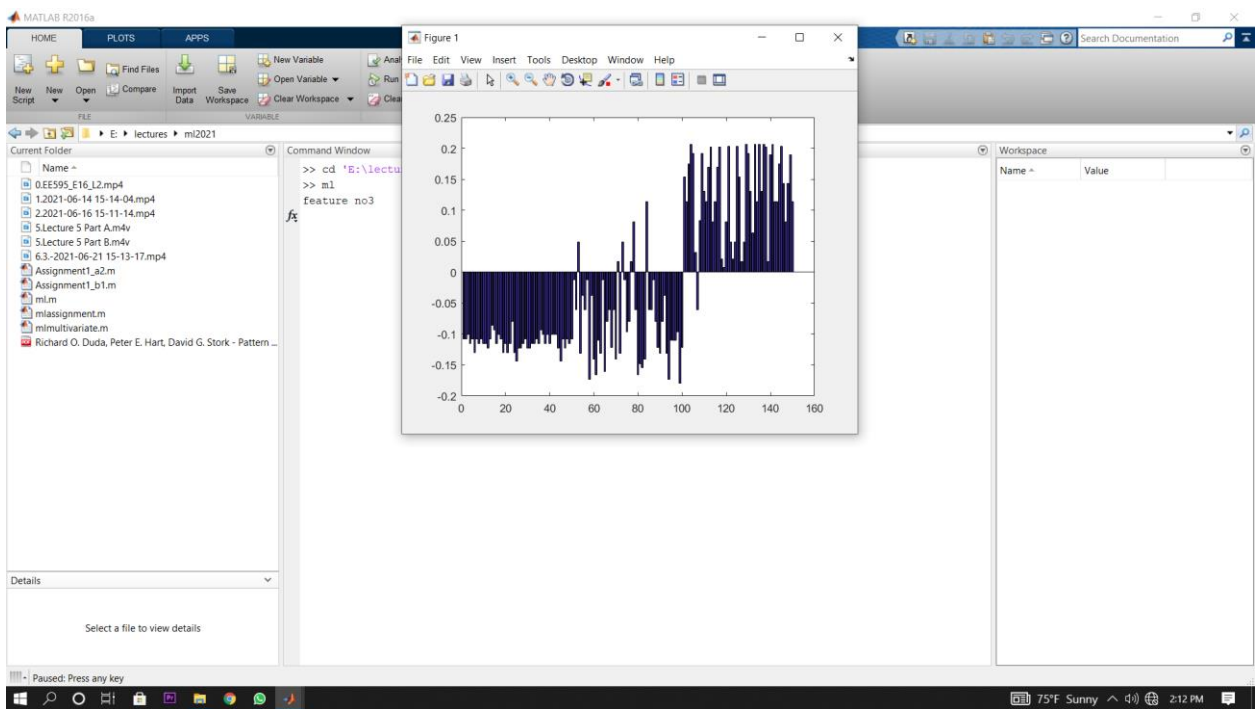 MATLAB R2016a
HOME PLOTS APPS
Search Documentation
New Script
New
Open
Find Files
Compare
Import Data
Save Workspace
New Variable
Open Variable
Clear Workspace
Anal
Run
Clea
FILE
VARIABLE
E: lectures ml2021
Current Folder
Name
0.EE595_E16_L2.mp4
1.2021-06-14 15-14-04.mp4
2.2021-06-16 15-11-14.mp4
5.Lecture 5 Part A.m4v
5.Lecture 5 Part B.m4v
6.3.-2021-06-21 15-13-17.mp4
Assignment1_a2.m
Assignment1_b1.m
ml.m
mlassignment.m
mlmultivariate.m
Richard O. Duda, Peter E. Hart, David G. Stork - Pattern ...
Details
Select a file to view details
Command Window
>> cd 'E:\lectu
>> ml
feature no3
fx
Figure 1
File Edit View Insert Tools Desktop Window Help
0.25
0.2
0.15
0.1
0.05
0
-0.05
-0.1
-0.15
-0.2
0 20 40 60 80 100 120 140 160
Workspace
Name Value
Paused: Press any key
75°F Sunny 2:12 PM